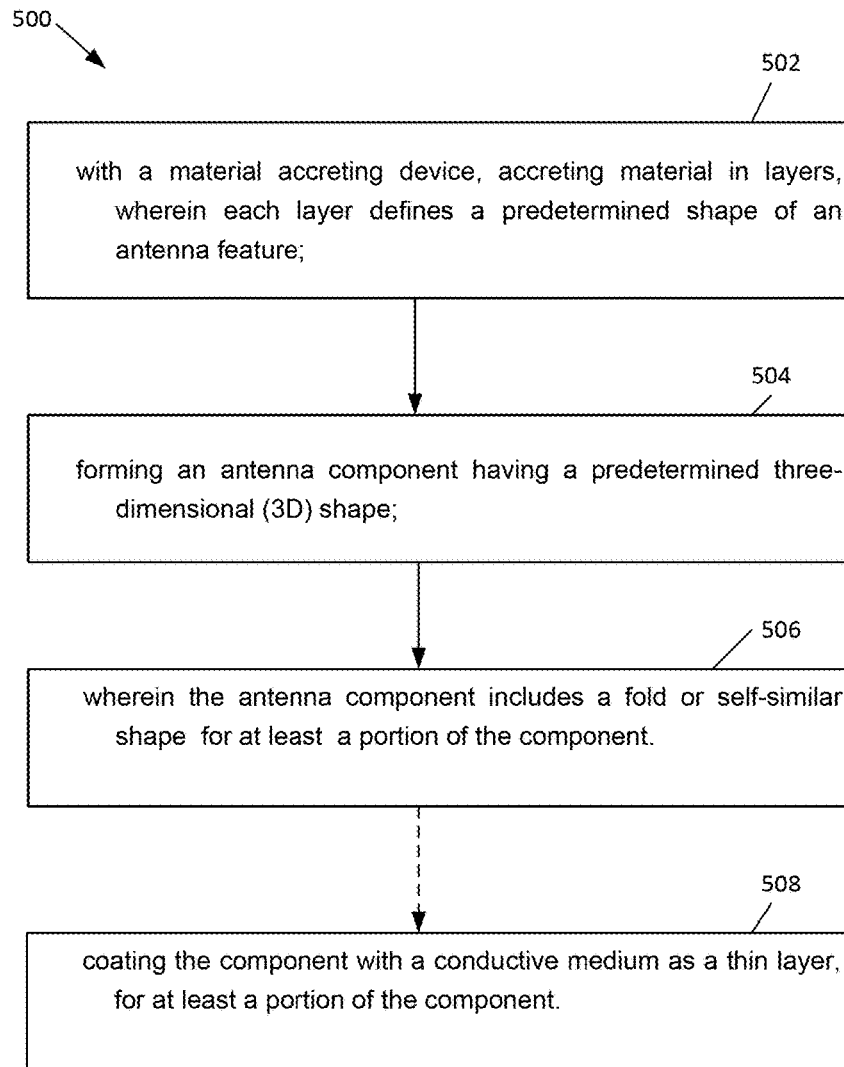 500
502
with a material accreting device, accreting material in layers,
wherein each layer defines a predetermined shape of an
antenna feature;
504
forming an antenna component having a predetermined three-
dimensional (3D) shape;
506
wherein the antenna component includes a fold or self-similar
shape for at least a portion of the component.
508
coating the component with a conductive medium as a thin layer,
for at least a portion of the component.